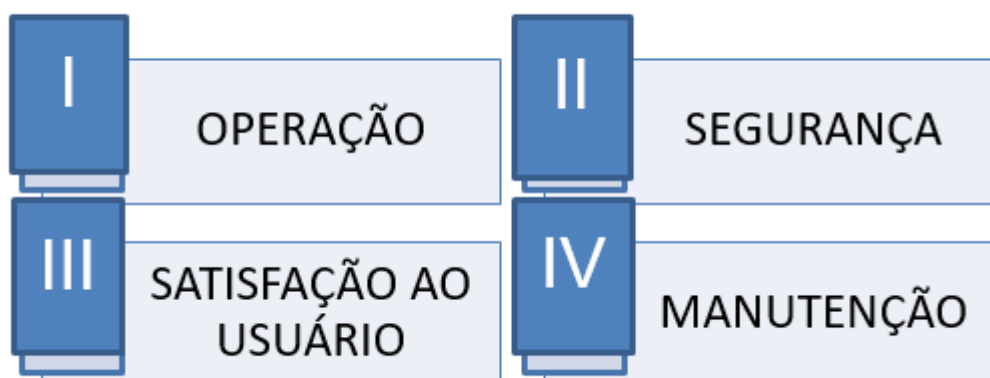 I
OPERAÇÃO
II
SEGURANÇA
III
SATISFAÇÃO AO
USUÁRIO
IV
MANUTENÇÃO